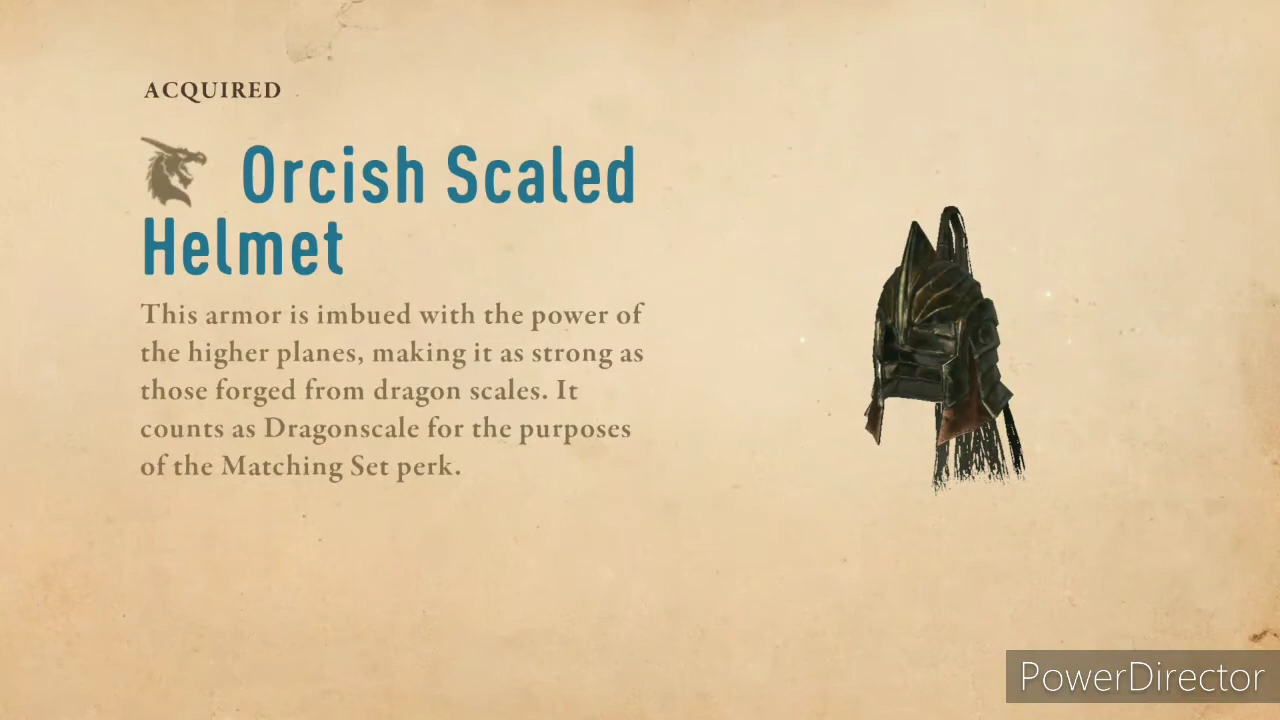 ACQUIRED
Orcish Scaled
Helmet
This armor is imbued with the power of
the higher planes, making it as strong as
those forged from dragon scales. It
counts as Dragonscale for the purposes
of the Matching Set perk.
PowerDirector